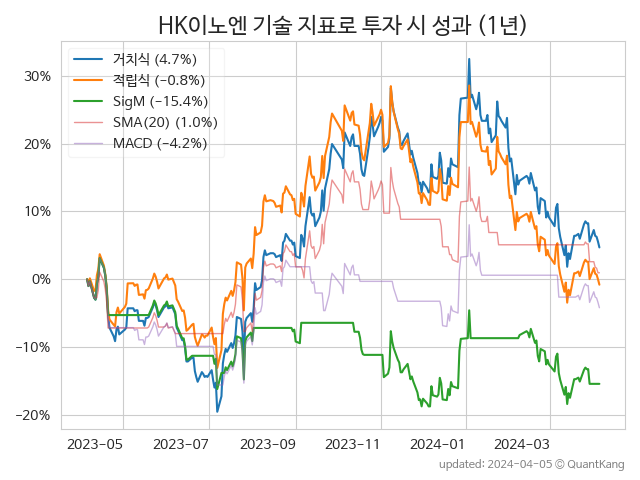 HK이노엔 기술 지표로 투자 시 성과 (1년)
거치식 (4.7%)
적립식 (−0.8%)
SigM (−15.4%)
SMA(20) (1.0%)
MACD (−4.2%)
30%
20%
10%
0%
−10%
−20%
2023-05 2023-07 2023-09 2023-11 2024-01 2024-03
updated: 2024-04-05 © QuantKang